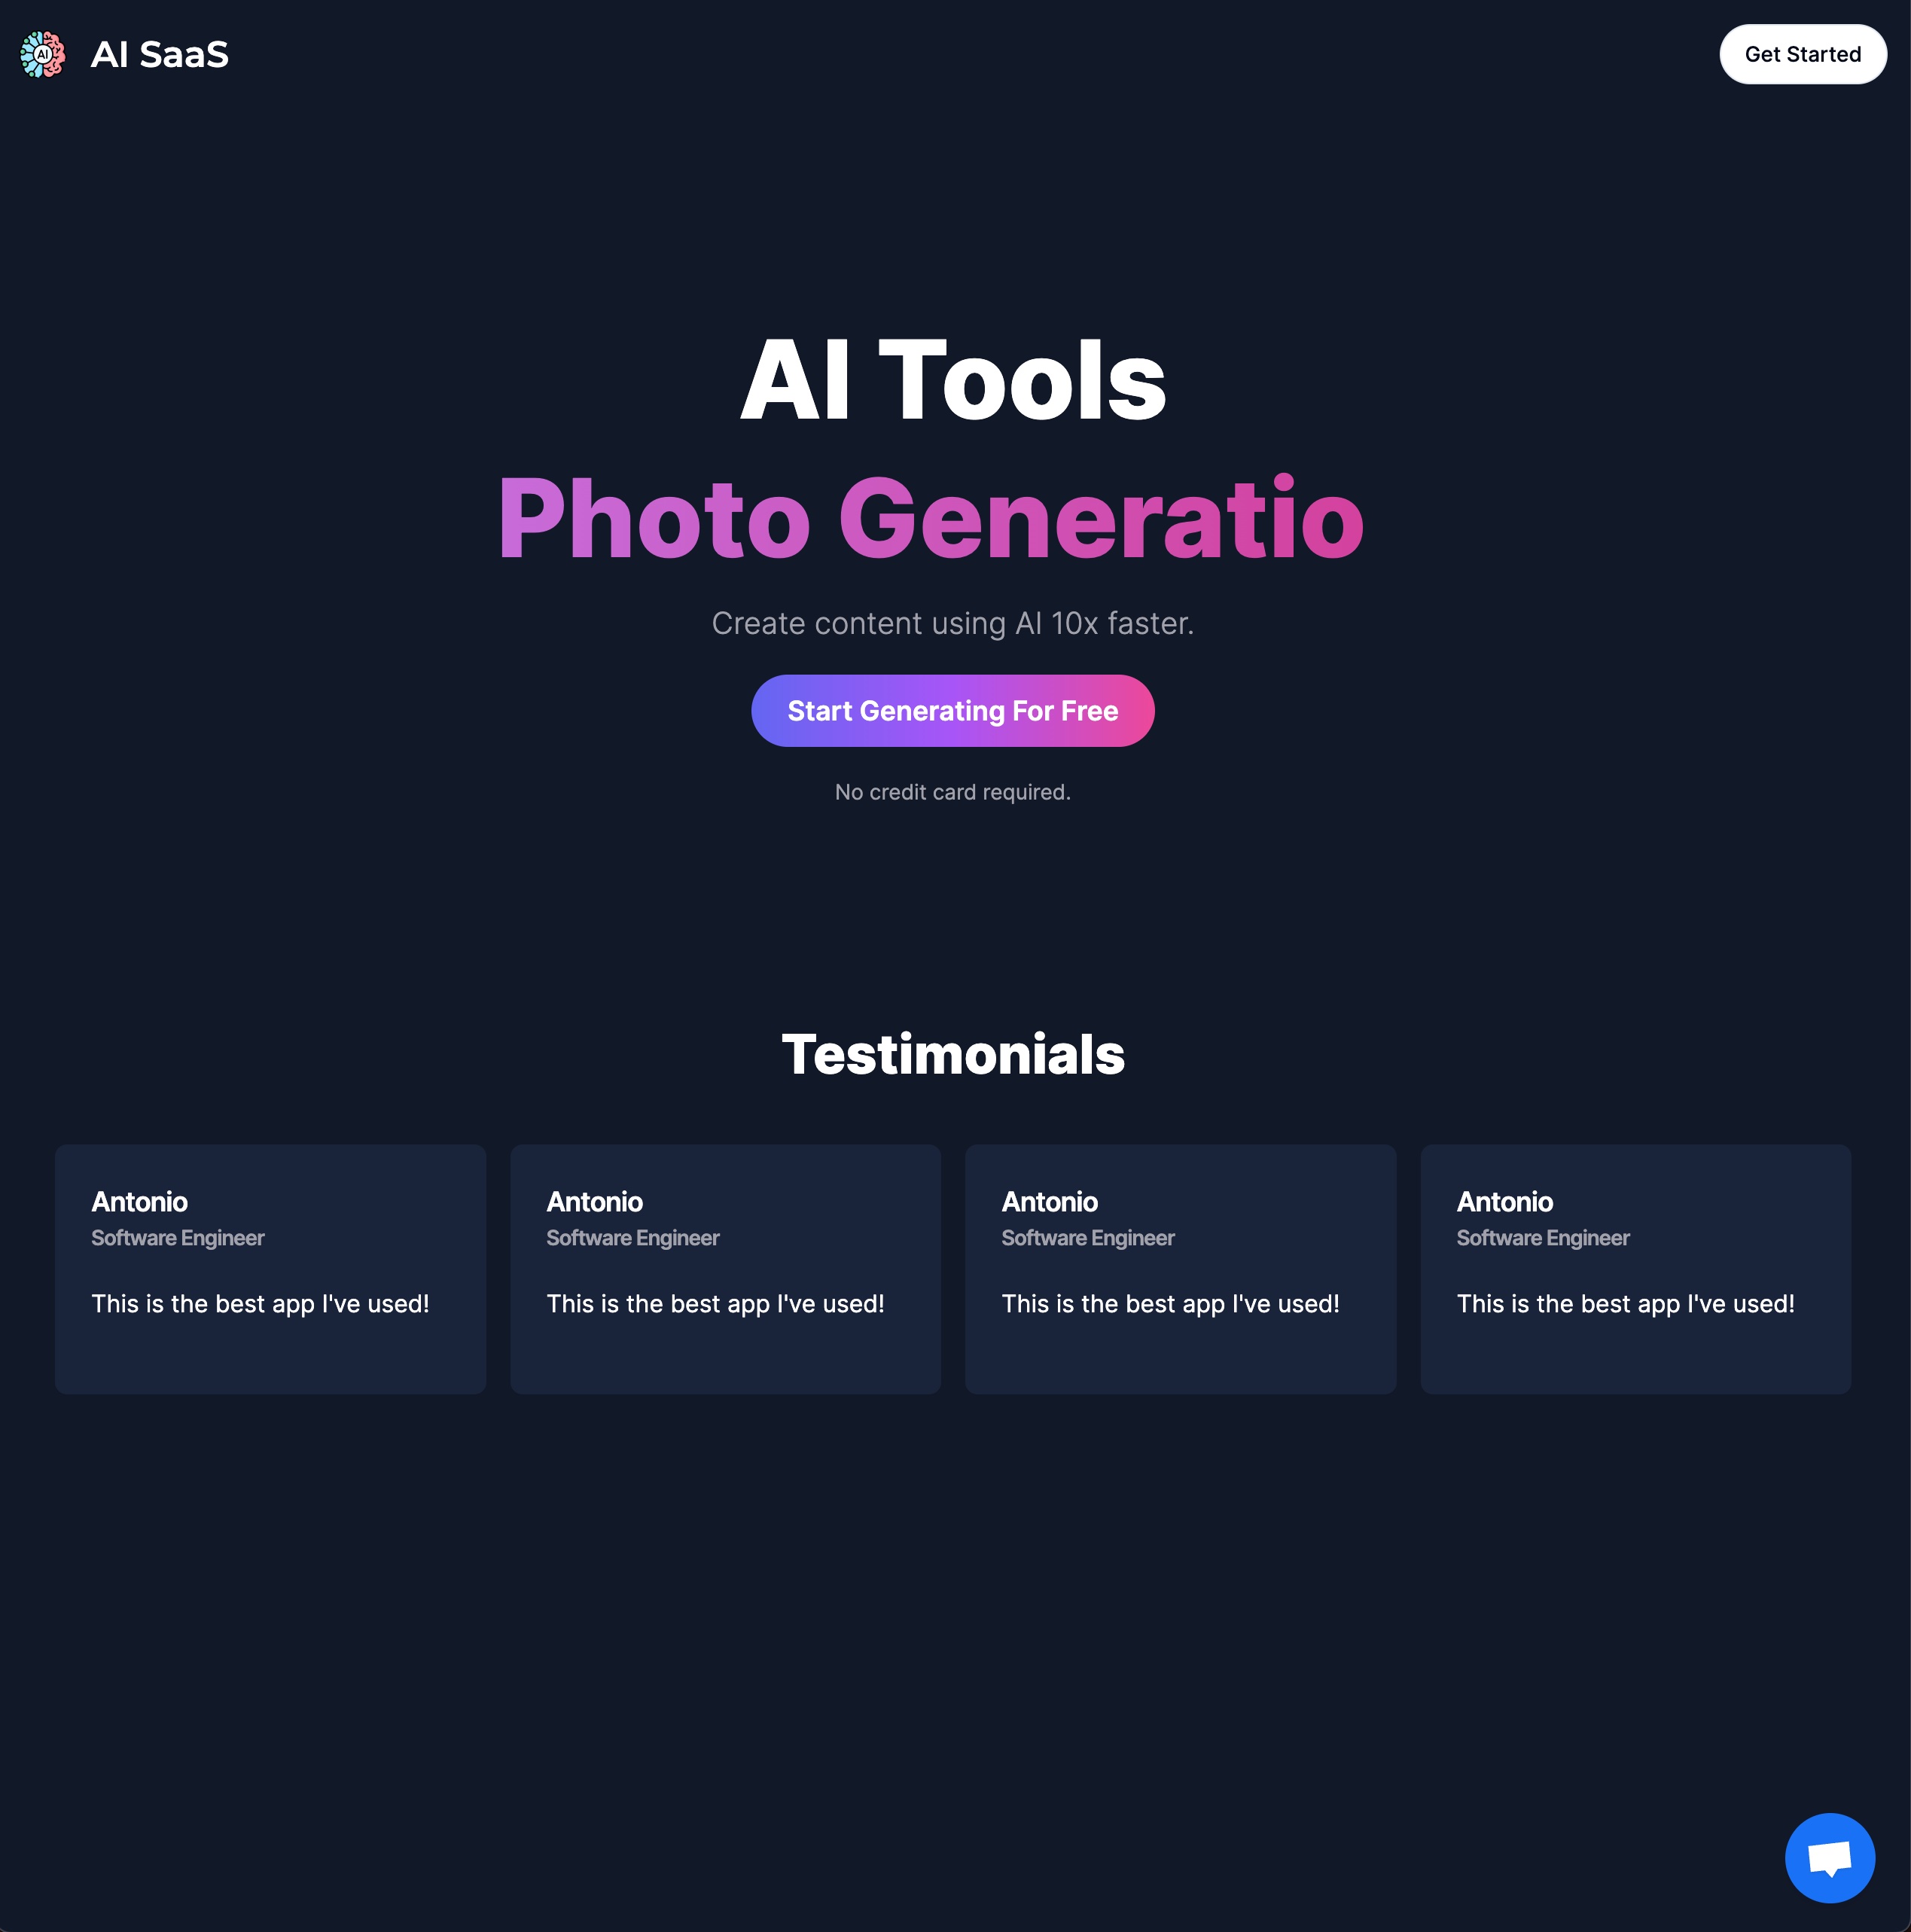 AI
AI SaaS
Get Started
AI Tools
Photo Generatio
Create content using AI 10x faster.
Start Generating For Free
No credit card required.
Testimonials
Antonio
Software Engineer
This is the best app I've used!
Antonio
Software Engineer
This is the best app I've used!
Antonio
Software Engineer
This is the best app I've used!
Antonio
Software Engineer
This is the best app I've used!